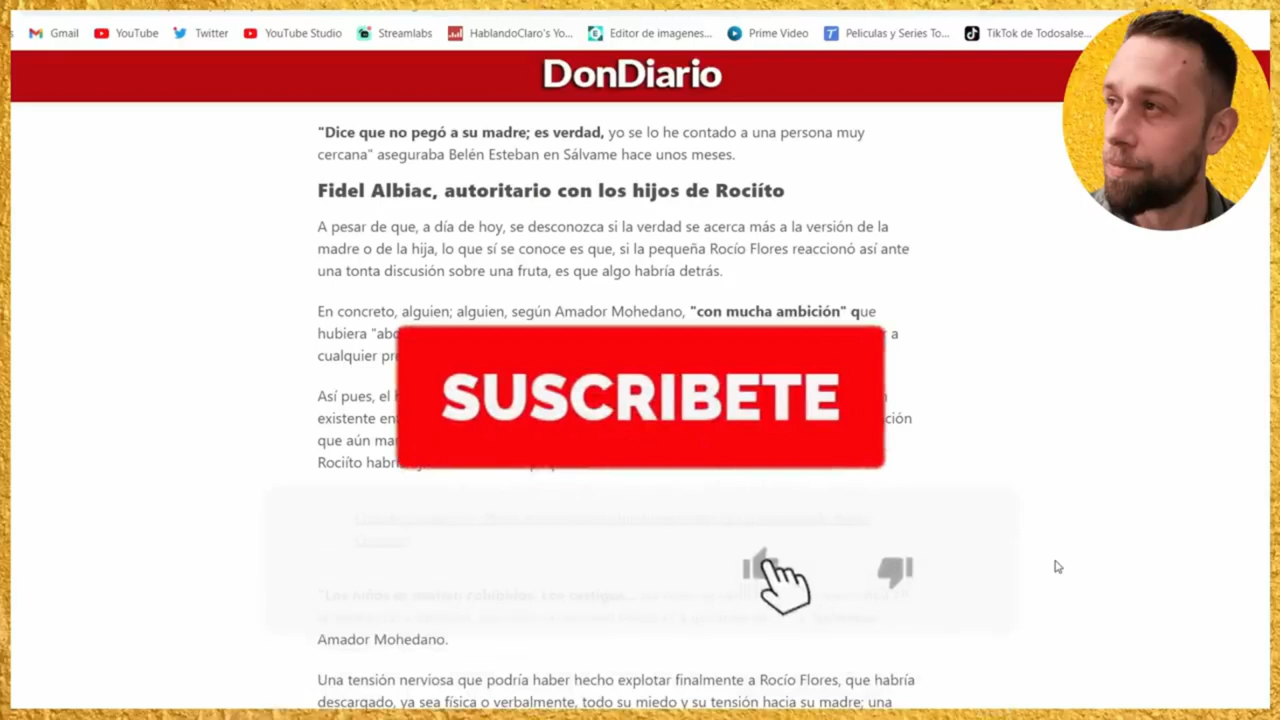 Gmail YouTube Twitter YouTube Studio Streamlabs HablandoClaro's Yo... Editor de imagenes... Prime Video Peliculas y Series To... TikTok de Todosalse...
DonDiario
"Dice que no pegó a su madre; es verdad, yo se lo he contado a una persona muy
cercana" aseguraba Belén Esteban en Sálvame hace unos meses.
Fidel Albiac, autoritario con los hijos de Rociíto
A pesar de que, a día de hoy, se desconozca si la verdad se acerca más a la versión de la
madre o de la hija, lo que sí se conoce es que, si la pequeña Rocío Flores reaccionó así ante
una tonta discusión sobre una fruta, es que algo habría detrás.
En concreto, alguien; alguien, según Amador Mohedano, "con mucha ambición" que
hubiera a
cualquier
Así pues, el
existente
que aún
Rociíto
SUSCRIBETE
Amador Mohedano.
Una tensión nerviosa que podría haber hecho explotar finalmente a Rocío Flores, que habría
descargado, ya sea física o verbalmente, todo su miedo y su tensión hacia su madre; una